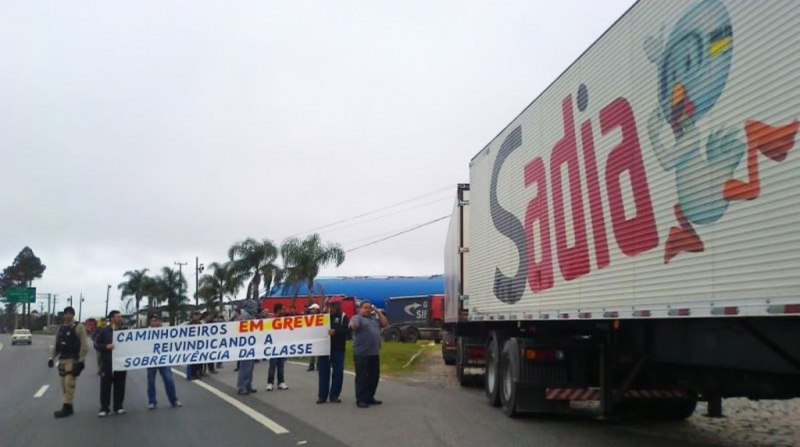 Sadia
CAMINHONEIROS EM GREVE
REIVINDICANDO A
SOBREVIVÊNCIA DA CLASSE